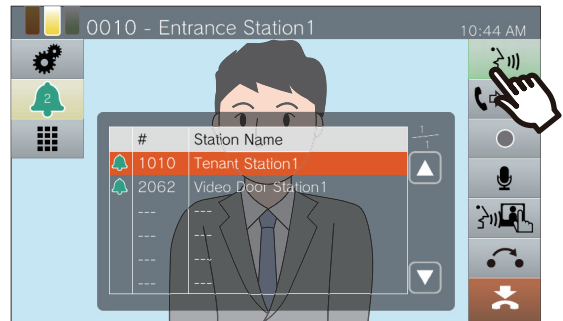 0010 - Entrance Station1
10:44 AM
2
# Station Name
1
1
1010 Tenant Station1
2062 Video Door Station1
--- ---
--- ---
--- ---
--- ---